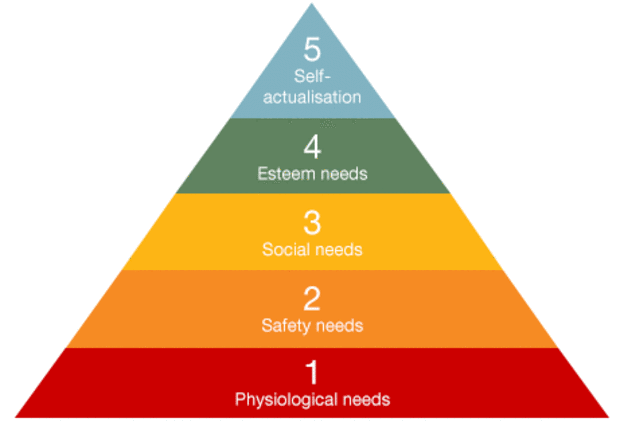 5
Self-
actualisation
4
Esteem needs
3
Social needs
2
Safety needs
1
Physiological needs